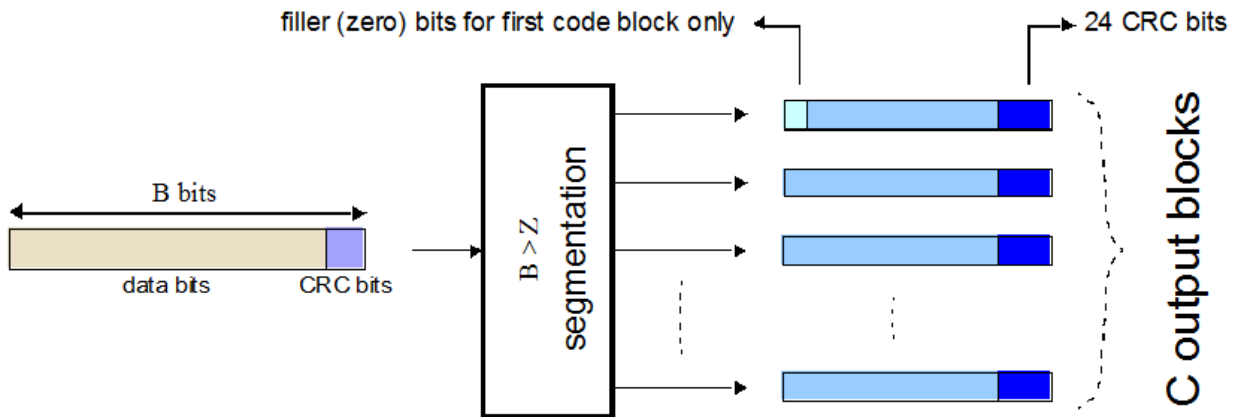 filler (zero) bits for first code block only
24 CRC bits
B bits
data bits
CRC bits
B > Z
segmentation
C output blocks